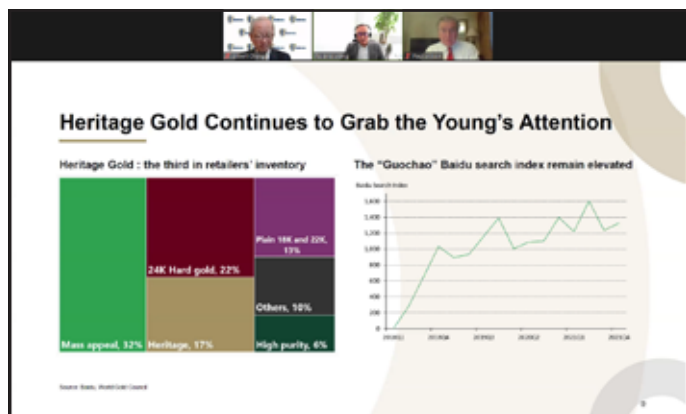 Heritage Gold Continues to Grab the Young's Attention
Heritage Gold : the third in retailers' inventory
The "Guochao" Baidu search index remain elevated
Mass appeal, 32%
24K Hard gold, 22%
Heritage, 17%
Plain 18K and 22K,
13%
Others, 10%
High purity, 6%
Baidu Search Index
1,600
1,400
1,200
1,000
800
600
400
200
0
Source: Baidu, World Gold Council